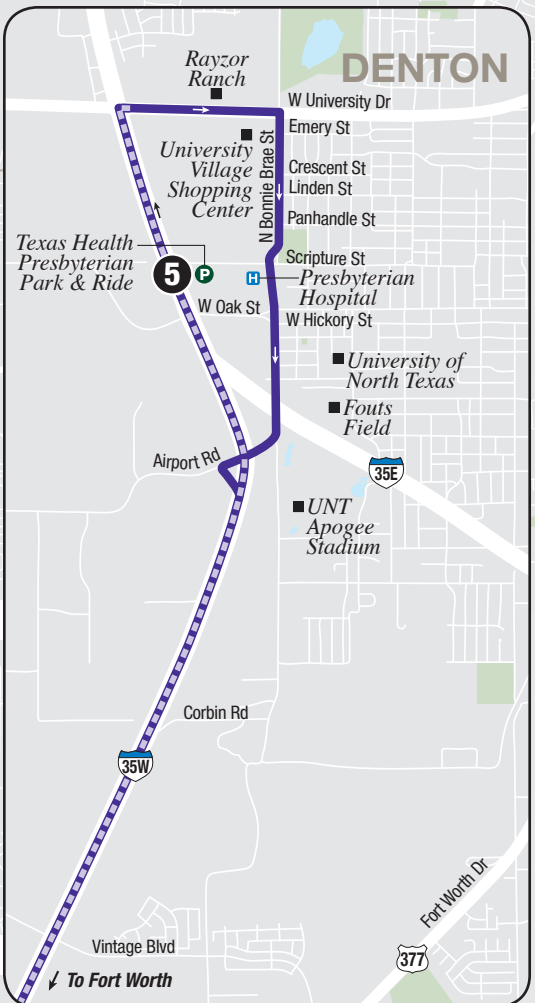 DENTON
Rayzor
Ranch
W University Dr
Emery St
University
Village
Shopping
Center
N Bonnie Brae St
Crescent St
Linden St
Panhandle St
Texas Health
Presbyterian
Park & Ride
5
P
Scripture St
H
Presbyterian
Hospital
W Oak St
W Hickory St
University of
North Texas
Fouts
Field
Airport Rd
35E
UNT
Apogee
Stadium
Corbin Rd
35W
Fort Worth Dr
Vintage Blvd
377
To Fort Worth